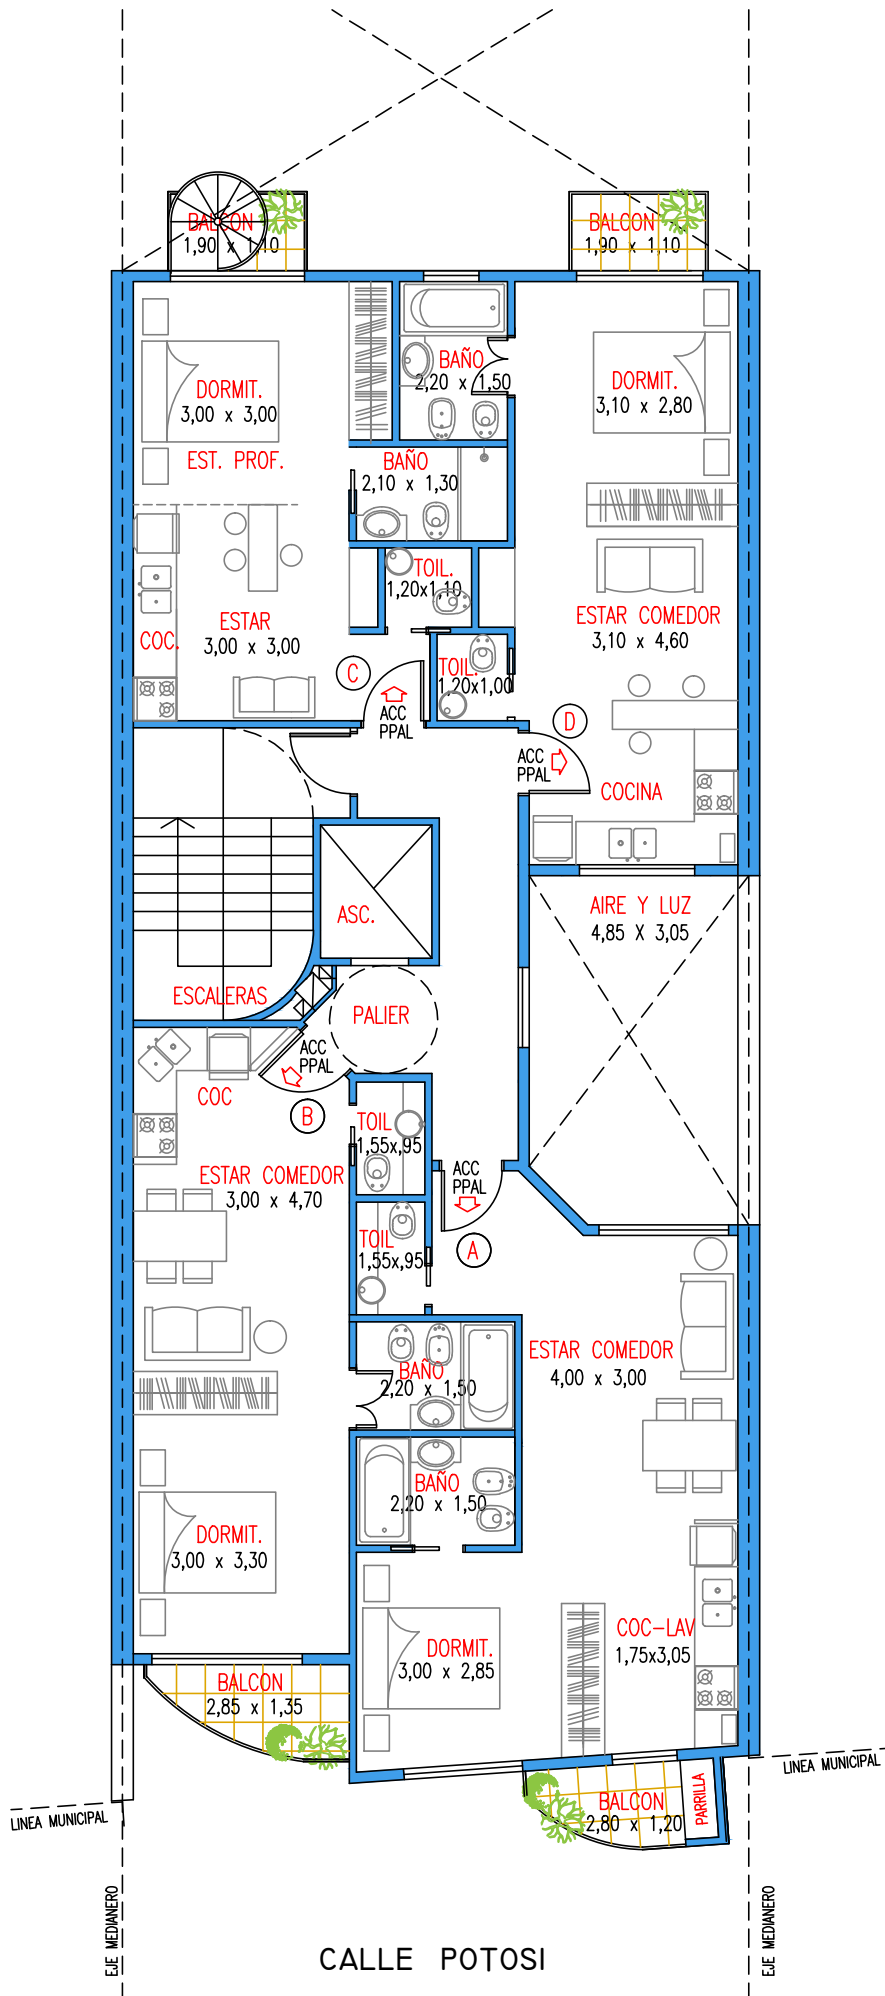 BALCON
1,90 x 1,10
BALCON
1,90 x 1,10
BAÑO
2,20 x 1,50
DORMIT.
3,00 x 3,00
DORMIT.
3,10 x 2,80
EST. PROF.
BAÑO
2,10 x 1,30
TOIL.
1,20x1,10
ESTAR
3,00 x 3,00
COC.
ESTAR COMEDOR
3,10 x 4,60
TOIL.
1,20x1,00
C
ACC
PPAL
D
ACC
PPAL
COCINA
ASC.
AIRE Y LUZ
4,85 X 3,05
ESCALERAS
PALIER
ACC
PPAL
COC
B
TOIL
1,55x,95
ESTAR COMEDOR
3,00 x 4,70
ACC
PPAL
TOIL
1,55x,95
A
ESTAR COMEDOR
4,00 x 3,00
BAÑO
2,20 x 1,50
BAÑO
2,20 x 1,50
DORMIT.
3,00 x 3,30
DORMIT.
3,00 x 2,85
COC-LAV
1,75x3,05
BALCON
2,85 x 1,35
LINEA MUNICIPAL
LINEA MUNICIPAL
BALCON
2,80 x 1,20
PARRILLA
EJE MEDIANERO
EJE MEDIANERO
CALLE POTOSI